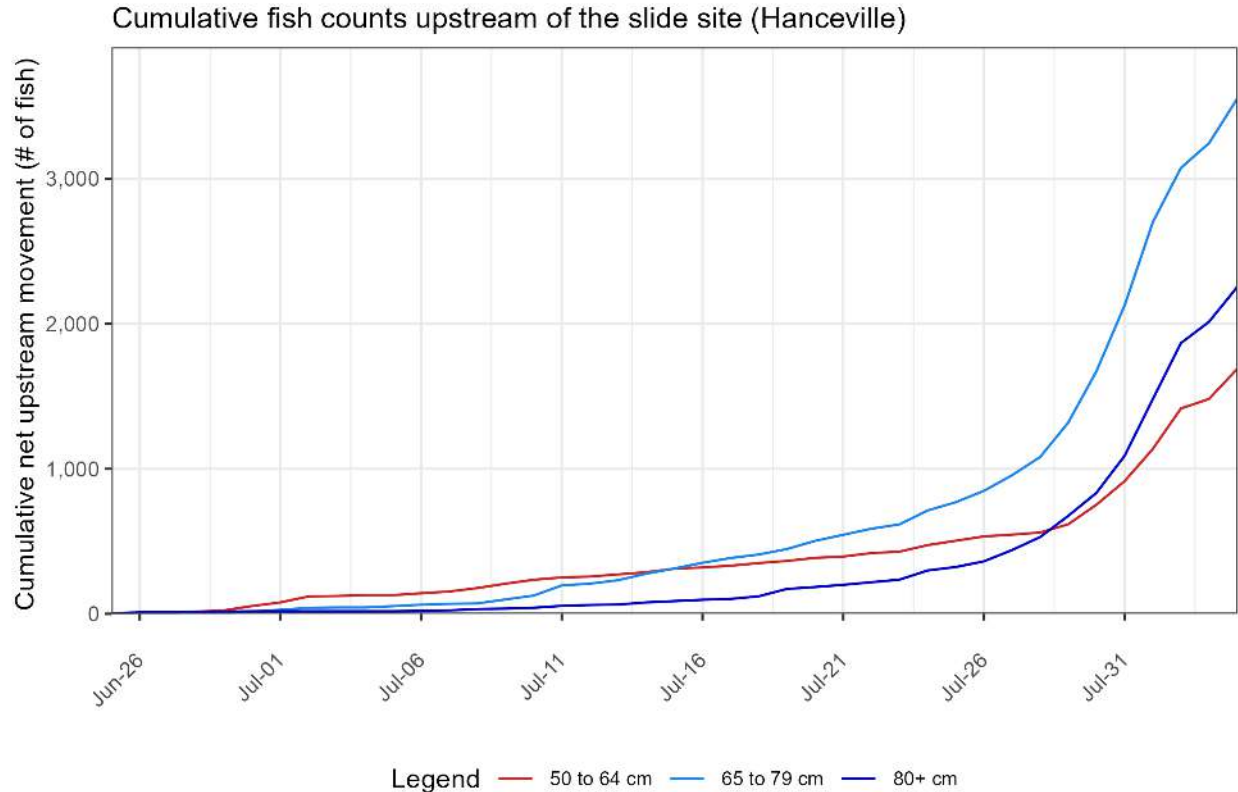 Cumulative fish counts upstream of the slide site (Hanceville)
Cumulative net upstream movement (# of fish)
3,000
2,000
1,000
0
Jun-26
Jul-01
Jul-06
Jul-11
Jul-16
Jul-21
Jul-26
Jul-31
Legend
50 to 64 cm
65 to 79 cm
80+ cm